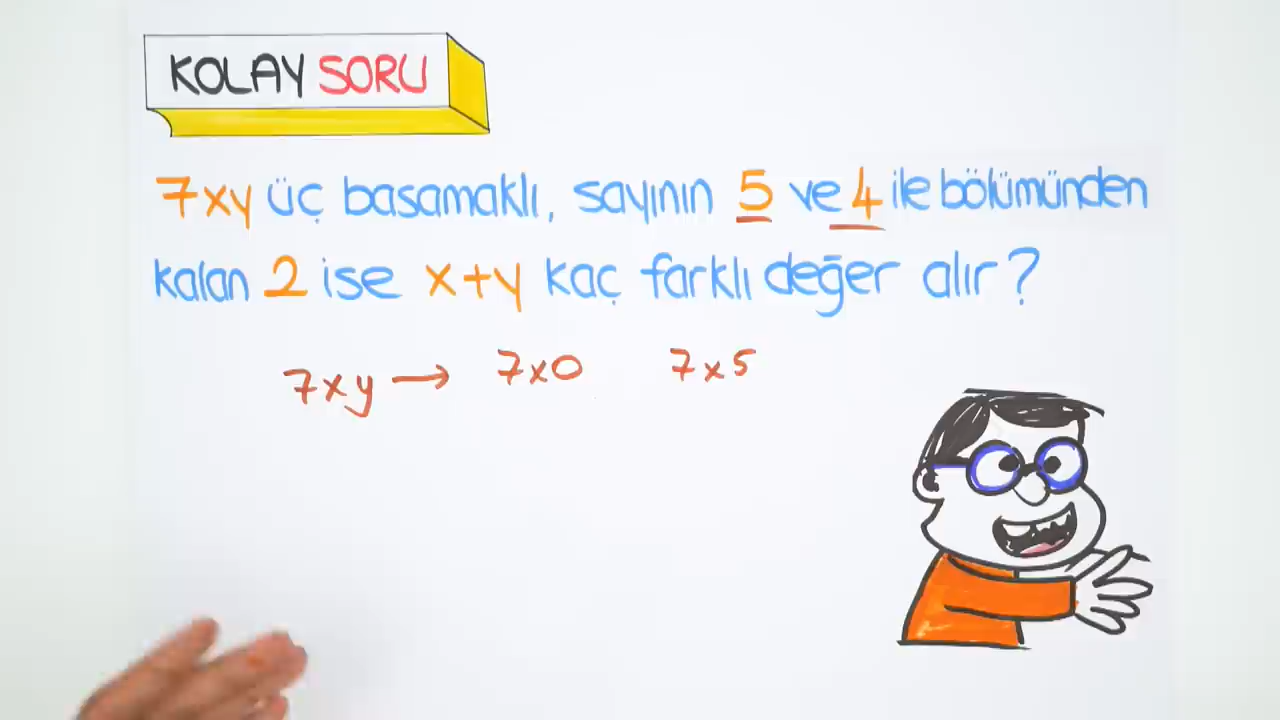 KOLAY SORU
7xy üç basamaklı, sayının 5 ve 4 ile bölümünden
kalan 2 ise x+y kaç farklı değer alır?
7xy → 7x0 7x5